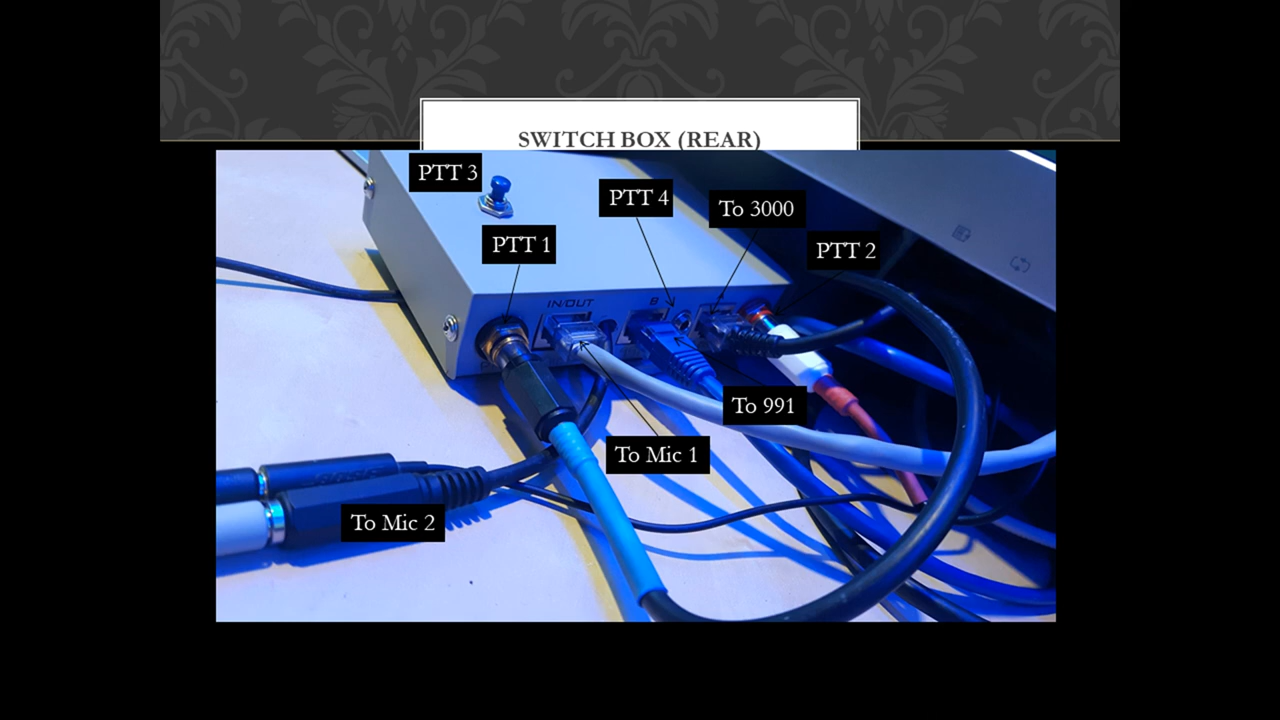 SWITCH BOX (REAR)
PTT 3
PTT 4
To 3000
PTT 1
PTT 2
IN/OUT
B
To 991
To Mic 1
To Mic 2